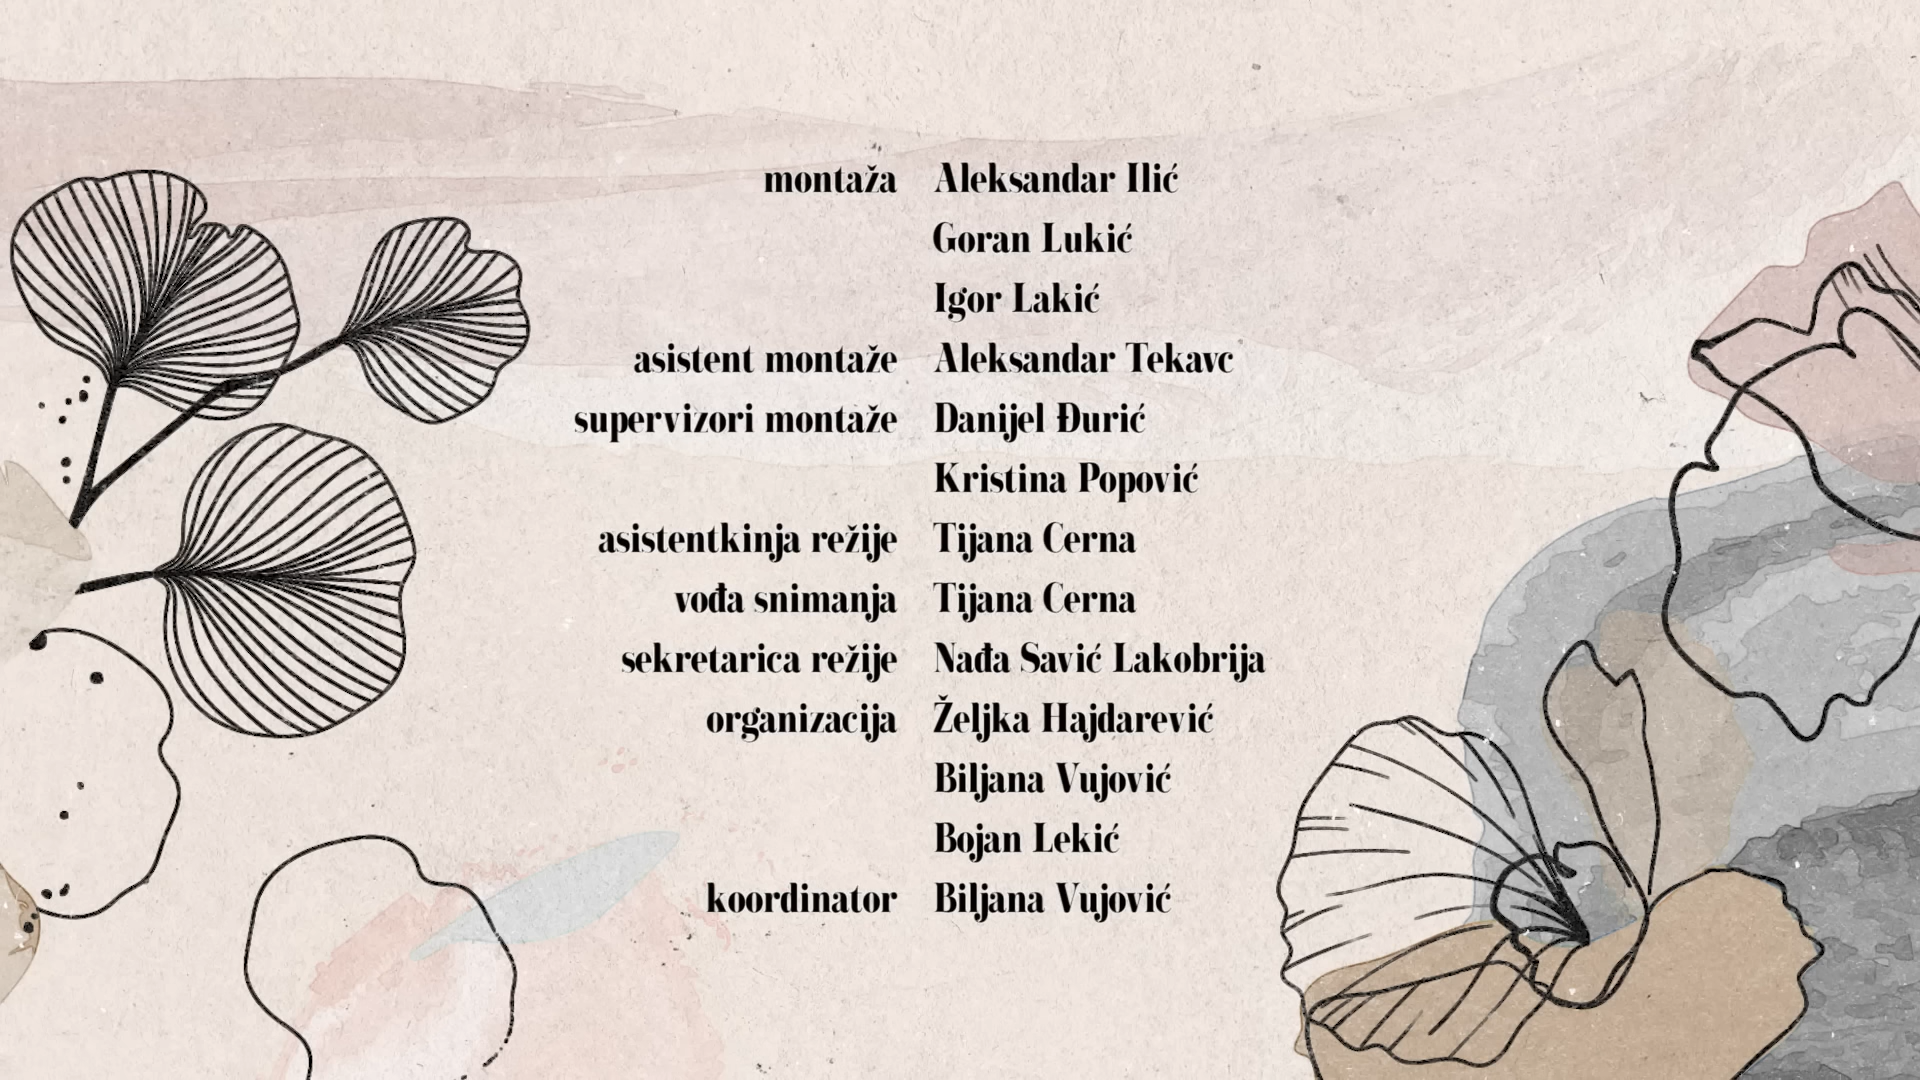 montaža Aleksandar Ilić
Goran Lukić
Igor Lakić
asistent montaže Aleksandar Tekavc
supervizori montaže Danijel Đurić
Kristina Popović
asistentkinja režije Tijana Cerna
vođa snimanja Tijana Cerna
sekretarica režije Nađa Savić Lakobrija
organizacija Željka Hajdarević
Biljana Vujović
Bojan Lekić
koordinator Biljana Vujović